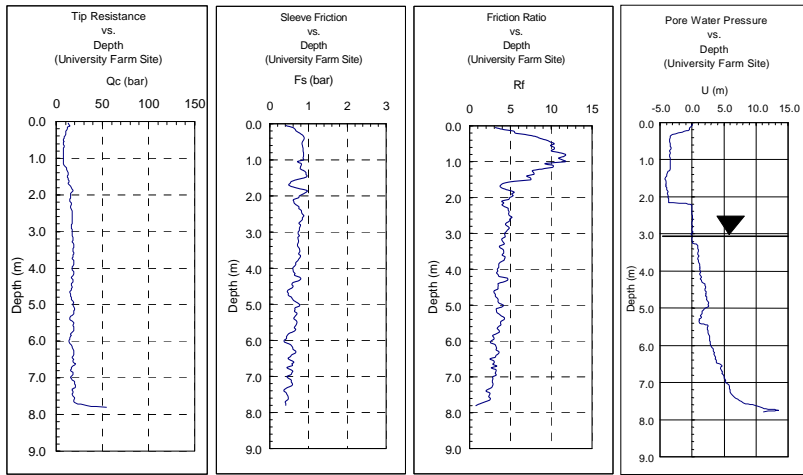 Tip Resistance
vs.
Depth
(University Farm Site)
Qc (bar)
0 50 100 150
0.0
1.0
2.0
3.0
4.0
5.0
6.0
7.0
8.0
9.0
Depth (m)
Sleeve Friction
vs.
Depth
(University Farm Site)
Fs (bar)
0 1 2 3
0.0
1.0
2.0
3.0
4.0
5.0
6.0
7.0
8.0
9.0
Depth (m)
Friction Ratio
vs.
Depth
(University Farm Site)
Rf
0 5 10 15
0.0
1.0
2.0
3.0
4.0
5.0
6.0
7.0
8.0
9.0
Depth (m)
Pore Water Pressure
vs.
Depth
(University Farm Site)
U (m)
-5.0 0.0 5.0 10.0 15.0
0.0
1.0
2.0
3.0
4.0
5.0
6.0
7.0
8.0
9.0
Depth (m)